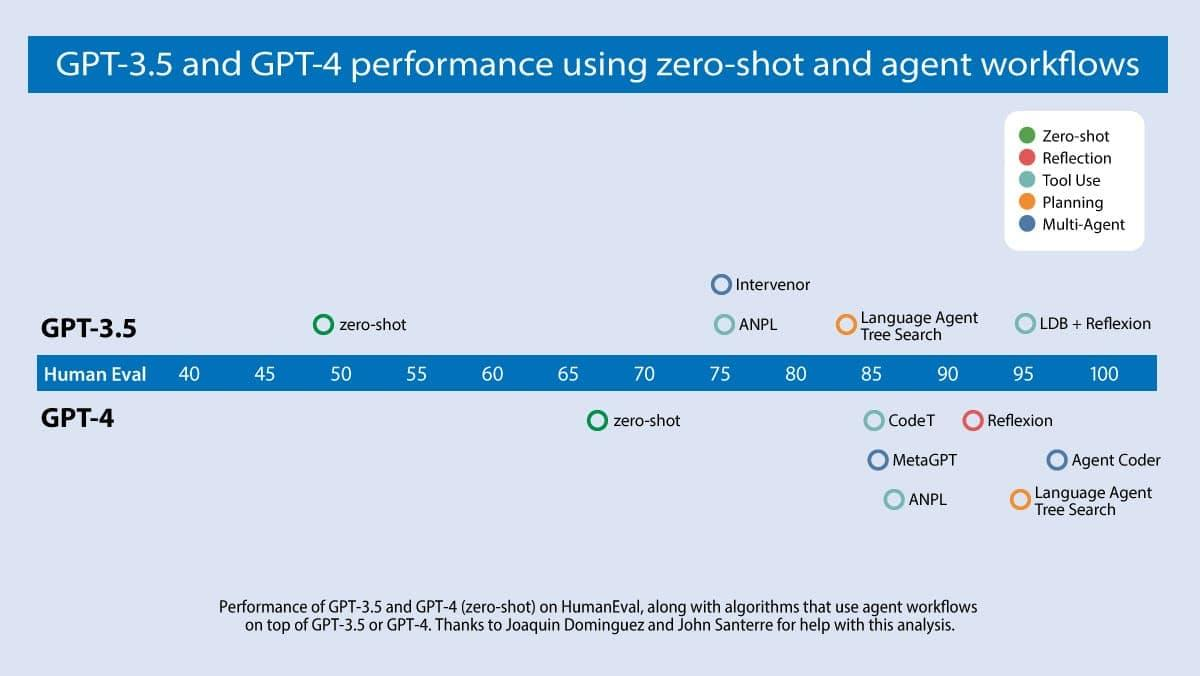 GPT-3.5 and GPT-4 performance using zero-shot and agent workflows
Zero-shot
Reflection
Tool Use
Planning
Multi-Agent
Intervenor
GPT-3.5
zero-shot
ANPL
Language Agent
Tree Search
LDB + Reflexion
Human Eval 40 45 50 55 60 65 70 75 80 85 90 95 100
GPT-4
zero-shot
CodeT
Reflexion
MetaGPT
Agent Coder
ANPL
Language Agent
Tree Search
Performance of GPT-3.5 and GPT-4 (zero-shot) on HumanEval, along with algorithms that use agent workflows
on top of GPT-3.5 or GPT-4. Thanks to Joaquin Dominguez and John Santerre for help with this analysis.